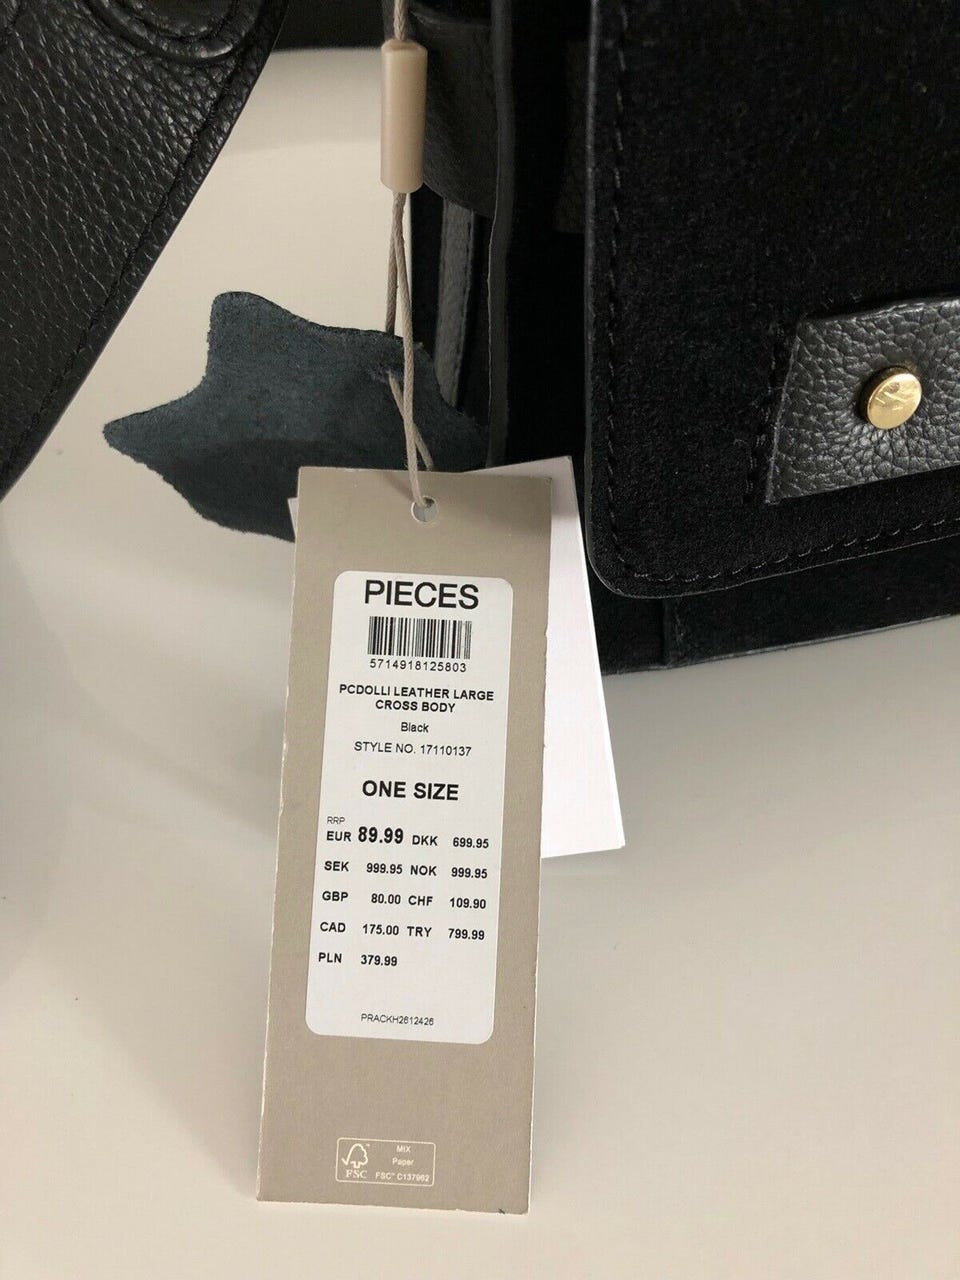 PIECES
5714918125803
PCDOLLI LEATHER LARGE
CROSS BODY
Black
STYLE NO. 17110137
ONE SIZE
RRP
EUR 89.99 DKK 699.95
SEK 999.95 NOK 999.95
GBP 80.00 CHF 109.90
CAD 175.00 TRY 799.99
PLN 379.99
PRACKH2612426
FSC
MIX
Paper
FSC™ C137962